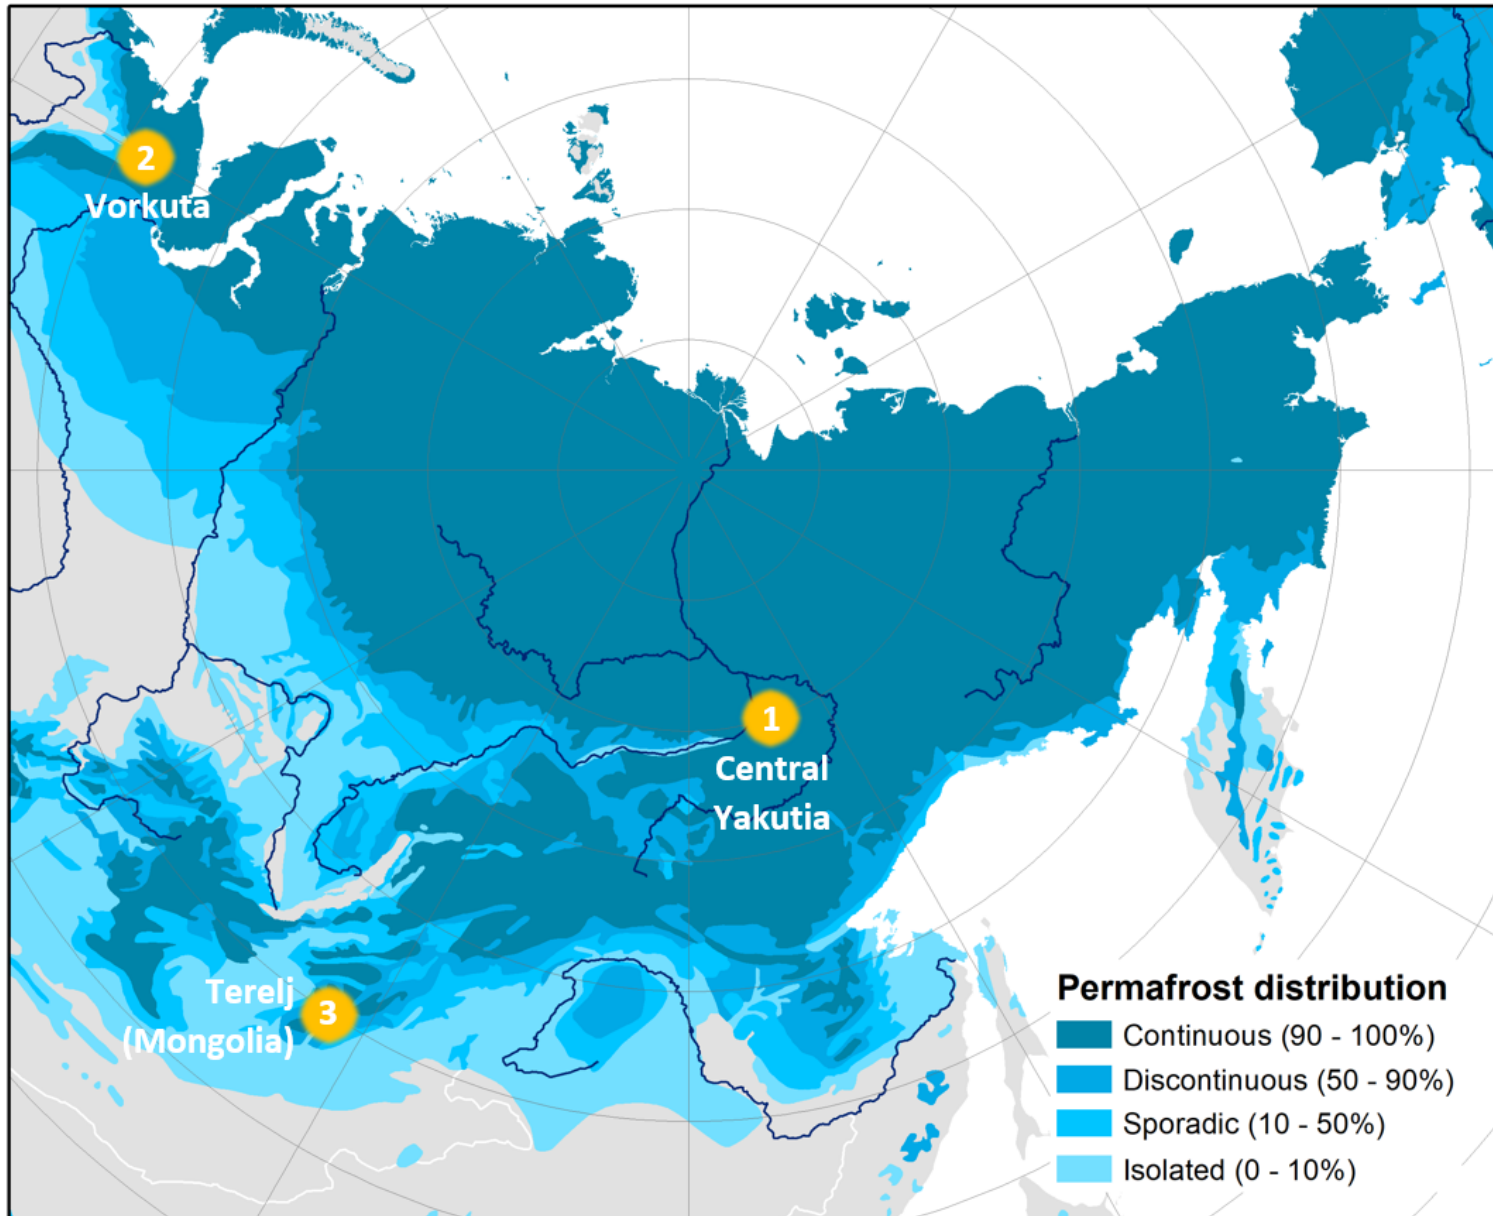 2
Vorkuta
1
Central
Yakutia
Terelj
(Mongolia)
3
Permafrost distribution
Continuous (90 - 100%)
Discontinuous (50 - 90%)
Sporadic (10 - 50%)
Isolated (0 - 10%)